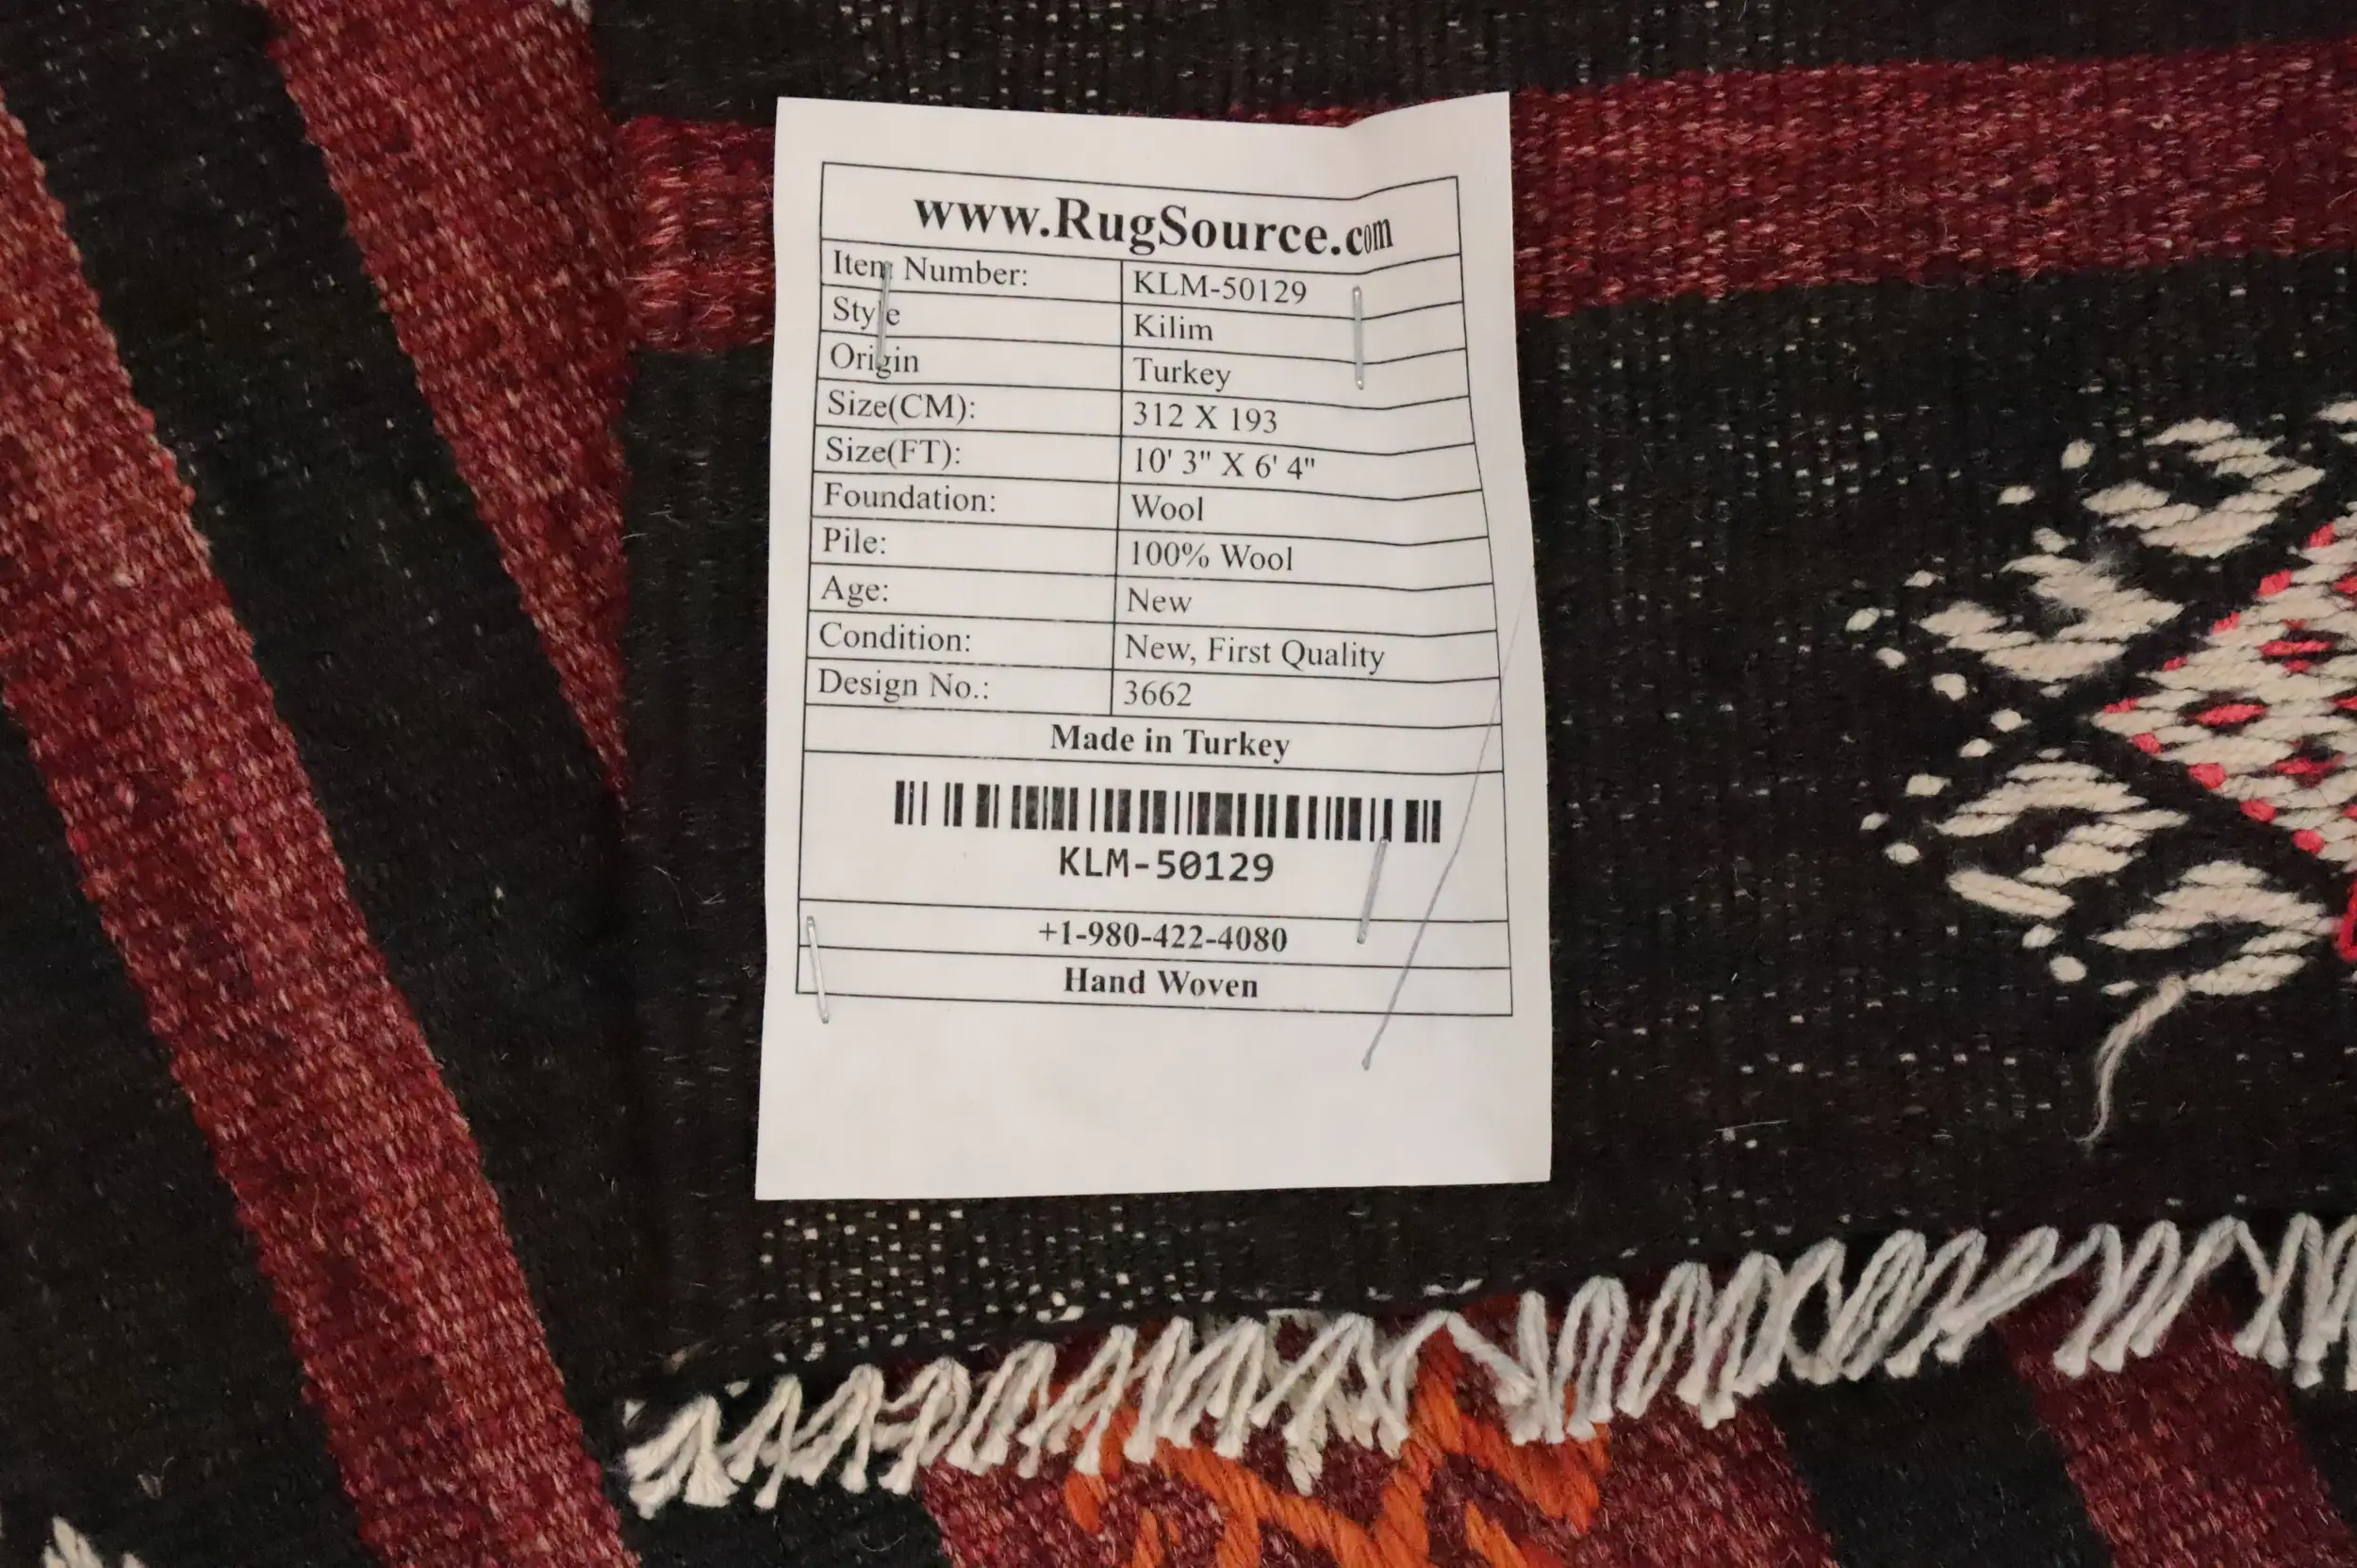 www.RugSource.com
Item Number: KLM-50129
Style Kilim
Origin Turkey
Size(CM): 312 X 193
Size(FT): 10' 3" X 6' 4"
Foundation: Wool
Pile: 100% Wool
Age: New
Condition: New, First Quality
Design No.: 3662
Made in Turkey
KLM-50129
+1-980-422-4080
Hand Woven